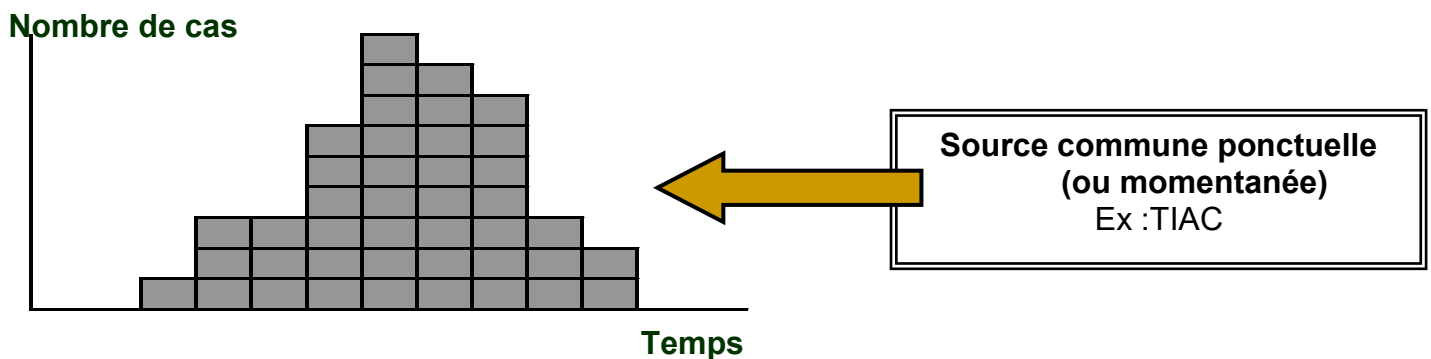 Nombre de cas
Source commune ponctuelle
(ou momentanée)
Ex :TIAC
Temps